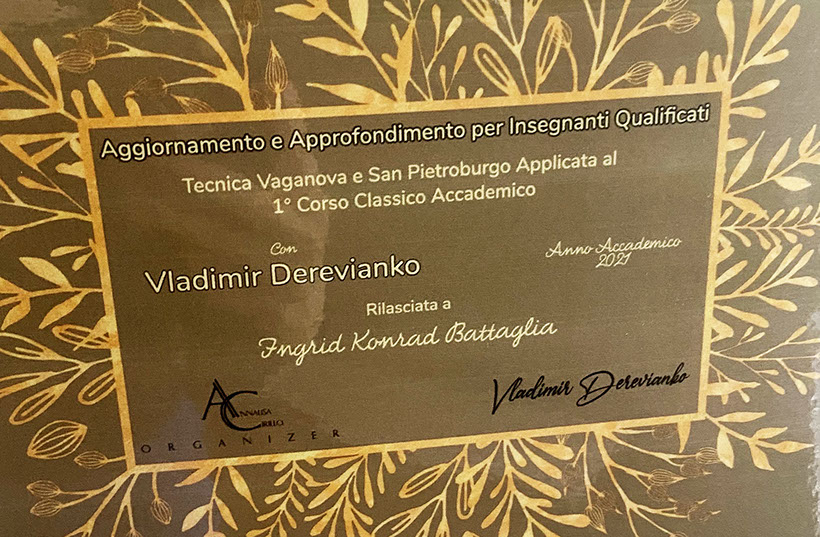 Aggiornamento e Approfondimento per Insegnanti Qualificati
Tecnica Vaganova e San Pietroburgo Applicata al
1° Corso Classico Accademico
Con
Vladimir Derevianko
Anno Accademico
2021
Rilasciata a
Ingrid Konrad Battaglia
Vladimir Derevianko
ANNALISA
CIRILLO
ORGANIZER